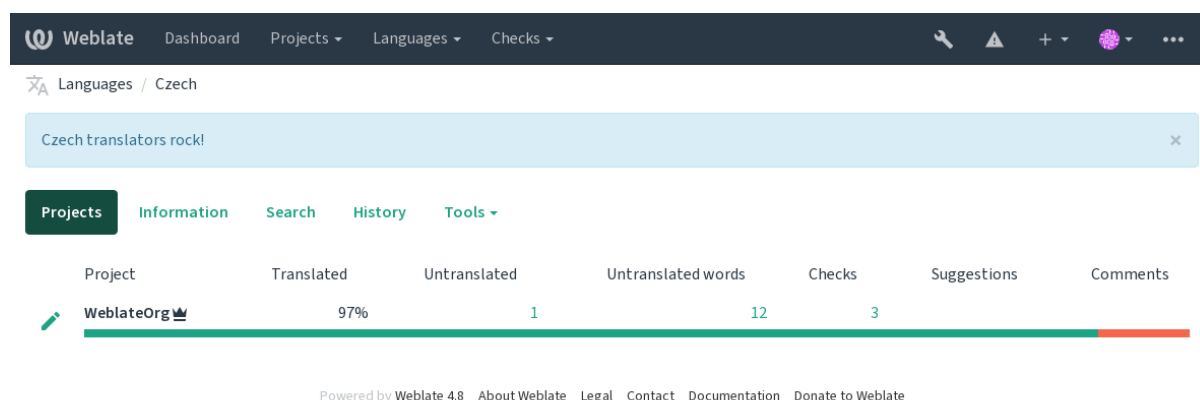 Weblate Dashboard Projects Languages Checks
Languages / Czech
Czech translators rock!
Projects Information Search History Tools
Project Translated Untranslated Untranslated words Checks Suggestions Comments
WeblateOrg 97% 1 12 3
Powered by Weblate 4.8 About Weblate Legal Contact Documentation Donate to Weblate